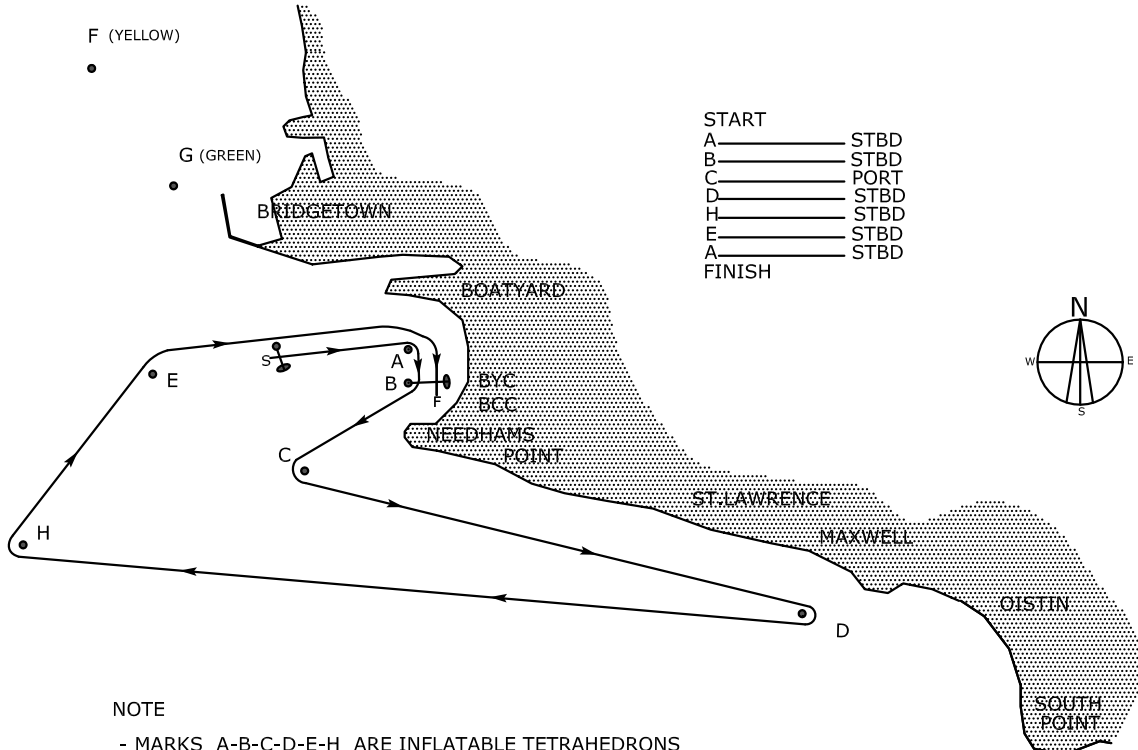 F (YELLOW)
G (GREEN)
BRIDGETOWN
BOATYARD
START
A STBD
B STBD
C PORT
D STBD
H STBD
E STBD
A STBD
FINISH
N
W E
S
S
A
E
B
F
BYC
BCC
NEEDHAMS
POINT
C
ST.LAWRENCE
MAXWELL
H
OISTIN
D
SOUTH
POINT
NOTE
- MARKS A-B-C-D-E-H ARE INFLATABLE TETRAHEDRONS